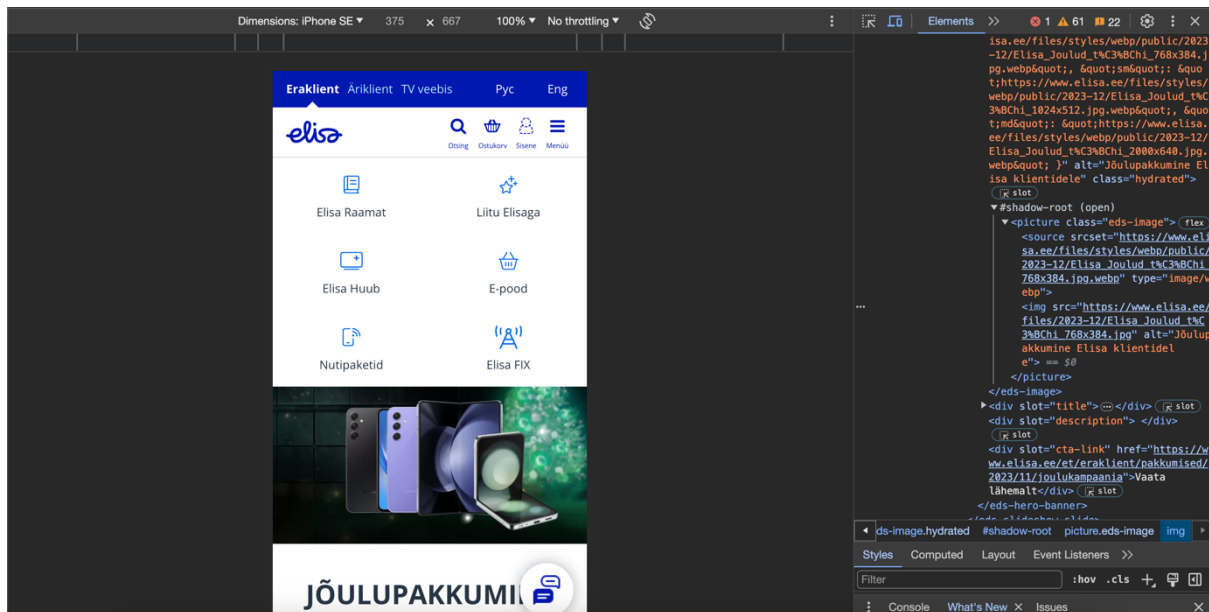 Dimensions: iPhone SE ▼ 375 × 667 100% ▼ No throttling ▼
Elements » 1 61 22
Eraklient Äriklient TV veebis Рус Eng
elisa
Otsing Ostukorv Sisene Menüü
Elisa Raamat Liitu Elisaga
Elisa Huub E-pood
Nutipaketid Elisa FIX
JÕULUPAKKUMI
isa.ee/files/styles/webp/public/2023
-12/Elisa_Joulud_t%C3%BChi_768x384.j
pg.webp&quot;, &quot;sm&quot;: &quo
t;https://www.elisa.ee/files/styles/
webp/public/2023-12/Elisa_Joulud_t%C
3%BChi_1024x512.jpg.webp&quot;, &quo
t;md&quot;: &quot;https://www.elisa.
ee/files/styles/webp/public/2023-12/
Elisa_Joulud_t%C3%BChi_2000x640.jpg.
webp&quot; }" alt="Jõulupakkumine El
isa klientidele" class="hydrated">
slot
▼#shadow-root (open)
▼<picture class="eds-image"> flex
<source srcset="https://www.eli
sa.ee/files/styles/webp/public/
2023-12/Elisa_Joulud_t%C3%BChi_
768x384.jpg.webp" type="image/w
ebp">
<img src="https://www.elisa.ee/
files/2023-12/Elisa_Joulud_t%C
3%BChi_768x384.jpg" alt="Jõulup
akkumine Elisa klientidel
e"> == $0
</picture>
</eds-image>
▶<div slot="title">…</div> slot
<div slot="description"> </div>
slot
<div slot="cta-link" href="https://w
ww.elisa.ee/et/eraklient/pakkumised/
2023/11/joulukampaania">Vaata
lähemalt</div> slot
</eds-hero-banner>
</eds-slideshow-slide>
ds-image.hydrated #shadow-root picture.eds-image img
Styles Computed Layout Event Listeners »
Filter :hov .cls
Console What's New × Issues